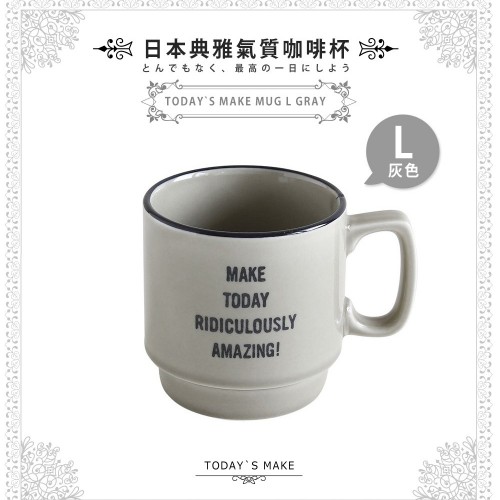 日本典雅氣質咖啡杯
とんでもなく、最高の一日にしよう
TODAY`S MAKE MUG L GRAY
L
灰色
MAKE
TODAY
RIDICULOUSLY
AMAZING!
TODAY`S MAKE